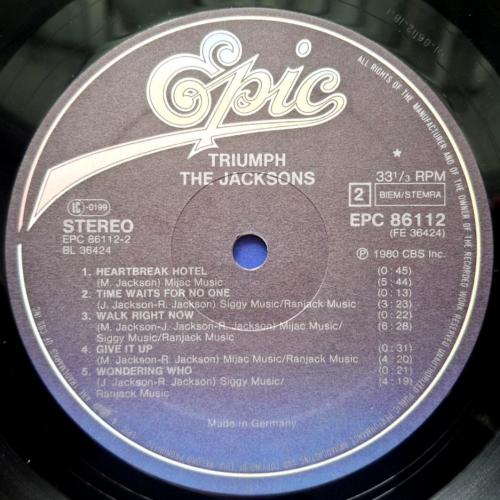 Epic
TRIUMPH
THE JACKSONS
LC-0199
STEREO
EPC 86112-2
BL 36424
33 1/3 RPM
2 BIEM/STEMRA
EPC 86112
(FE 36424)
℗ 1980 CBS Inc.
1. HEARTBREAK HOTEL (0:45)
(M. Jackson) Mijac Music (5:44)
2. TIME WAITS FOR NO ONE (0:13)
(J. Jackson-R. Jackson) Siggy Music/Ranjack Music (3:23)
3. WALK RIGHT NOW (0:22)
(M. Jackson-J. Jackson-R. Jackson) Mijac Music/ (6:28)
Siggy Music/Ranjack Music
4. GIVE IT UP (0:31)
(M. Jackson-R. Jackson) Mijac Music/Ranjack Music (4:20)
5. WONDERING WHO (0:21)
(J. Jackson-R. Jackson) Siggy Music/ (4:19)
Ranjack Music
Made in Germany
ALL RIGHTS OF THE MANUFACTURER AND OF THE OWNER OF THE RECORDED WORK RESERVED